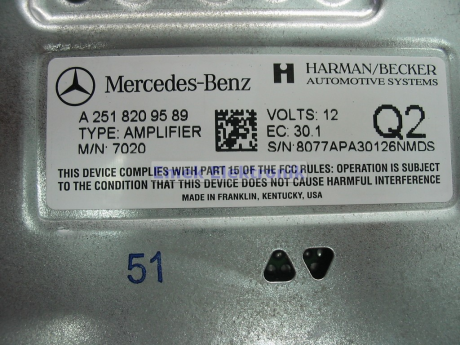 Mercedes-Benz
HARMAN/BECKER
AUTOMOTIVE SYSTEMS
A 251 820 95 89
TYPE: AMPLIFIER
M/N: 7020
VOLTS: 12
EC: 30.1
Q2
S/N: 8077APA30126NMDS
THIS DEVICE COMPLIES WITH PART 15 OF THE FCC RULES: OPERATION IS SUBJECT
TO THE CONDITION THAT THIS DEVICE DOES NOT CAUSE HARMFUL INTERFERENCE
MADE IN FRANKLIN, KENTUCKY, USA
51